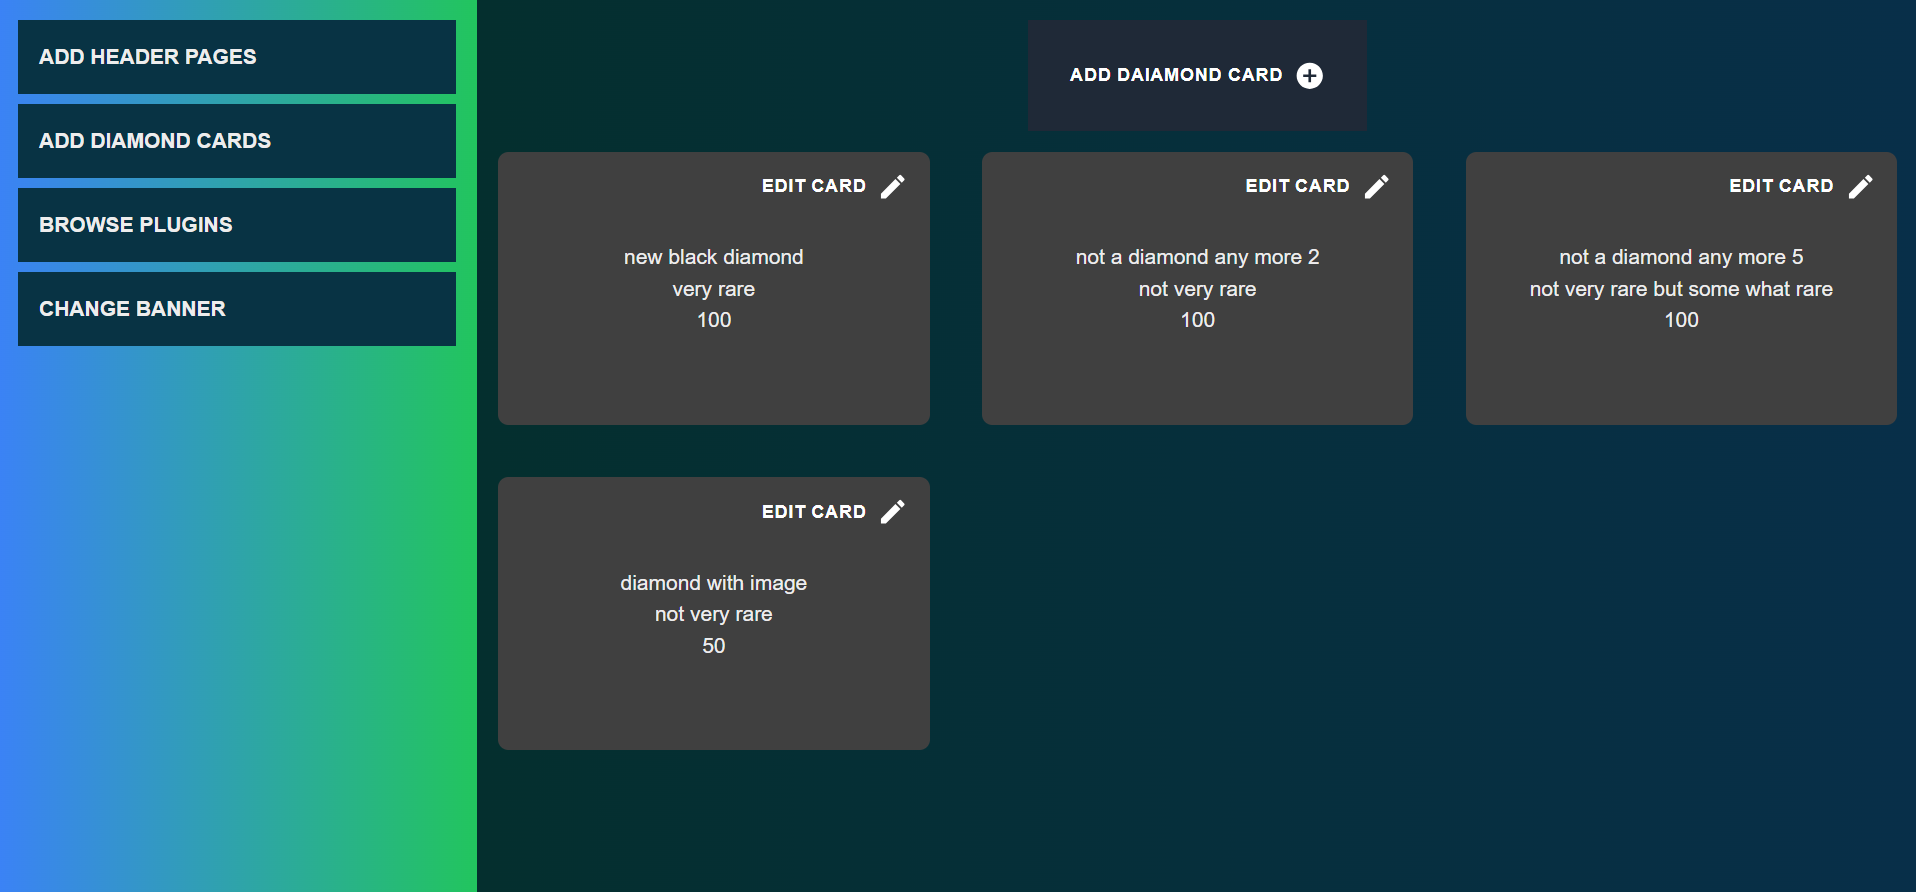 ADD HEADER PAGES
ADD DIAMOND CARDS
BROWSE PLUGINS
CHANGE BANNER
ADD DAIAMOND CARD
EDIT CARD
new black diamond
very rare
100
EDIT CARD
not a diamond any more 2
not very rare
100
EDIT CARD
not a diamond any more 5
not very rare but some what rare
100
EDIT CARD
diamond with image
not very rare
50